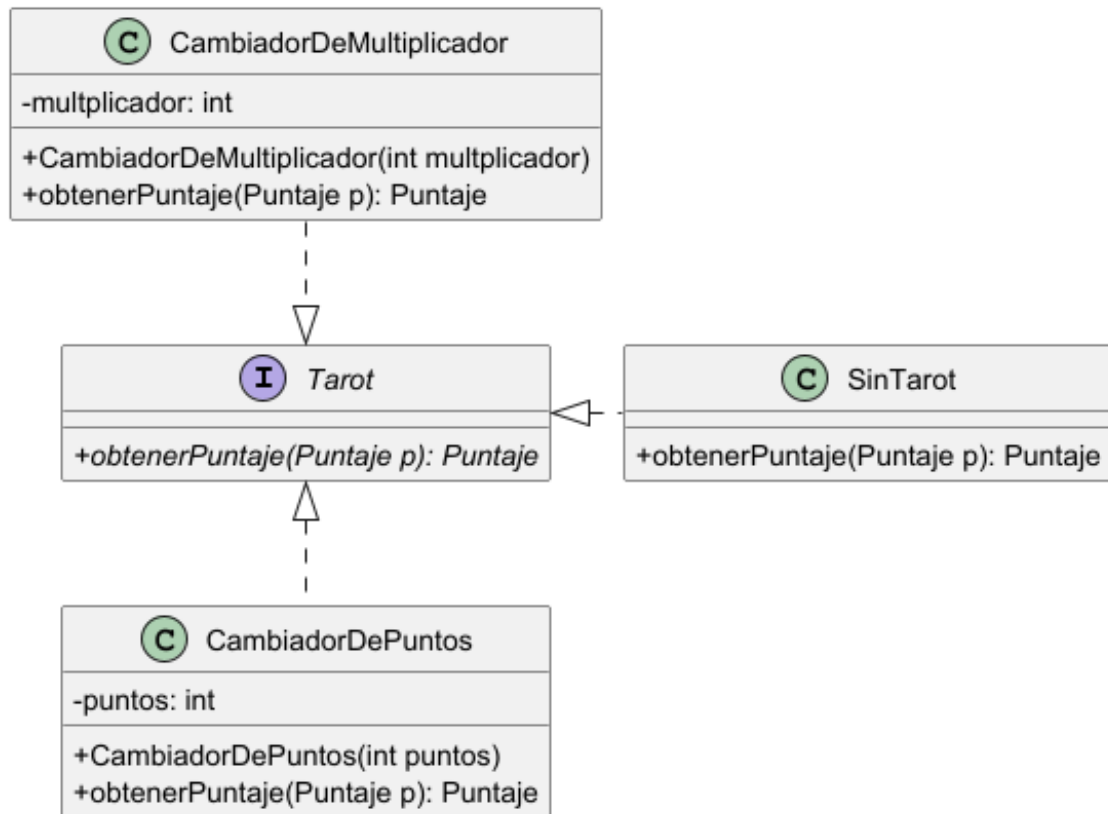 C CambiadorDeMultiplicador
-multplicador: int
+CambiadorDeMultiplicador(int multplicador)
+obtenerPuntaje(Puntaje p): Puntaje
I Tarot
+obtenerPuntaje(Puntaje p): Puntaje
C SinTarot
+obtenerPuntaje(Puntaje p): Puntaje
C CambiadorDePuntos
-puntos: int
+CambiadorDePuntos(int puntos)
+obtenerPuntaje(Puntaje p): Puntaje